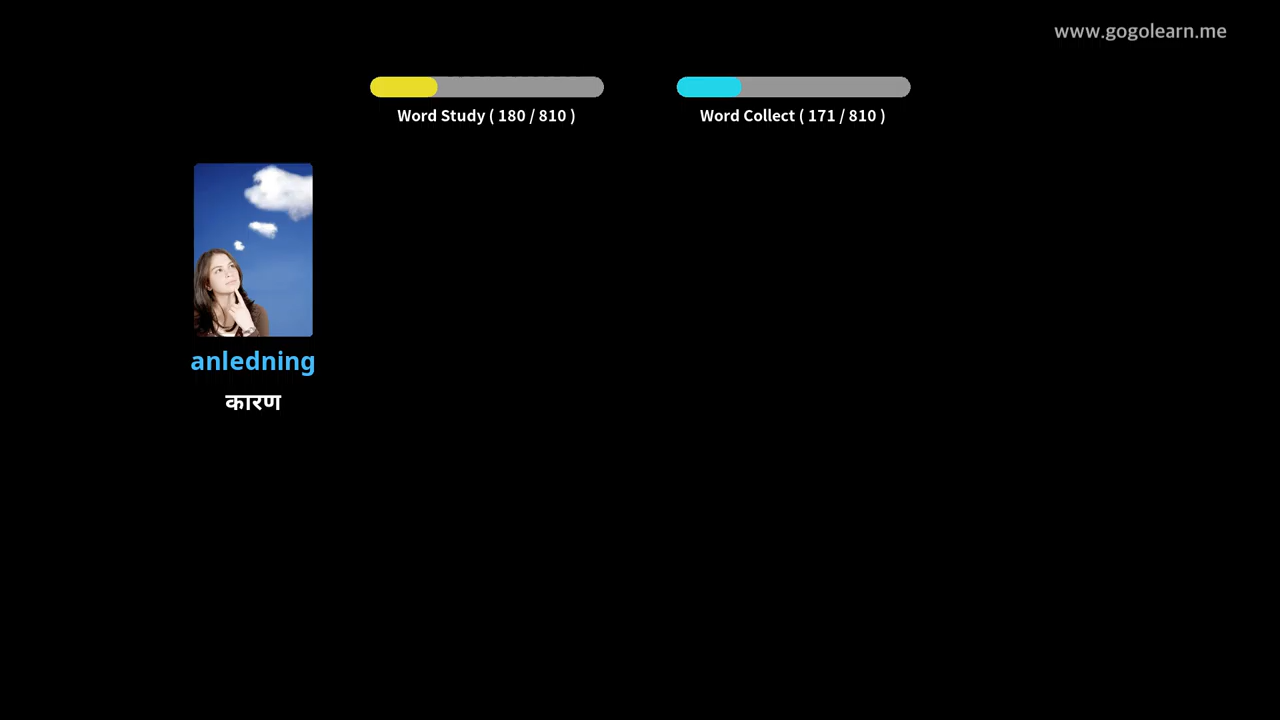 www.gogolearn.me
Word Study ( 180 / 810 )
Word Collect ( 171 / 810 )
anledning
कारण